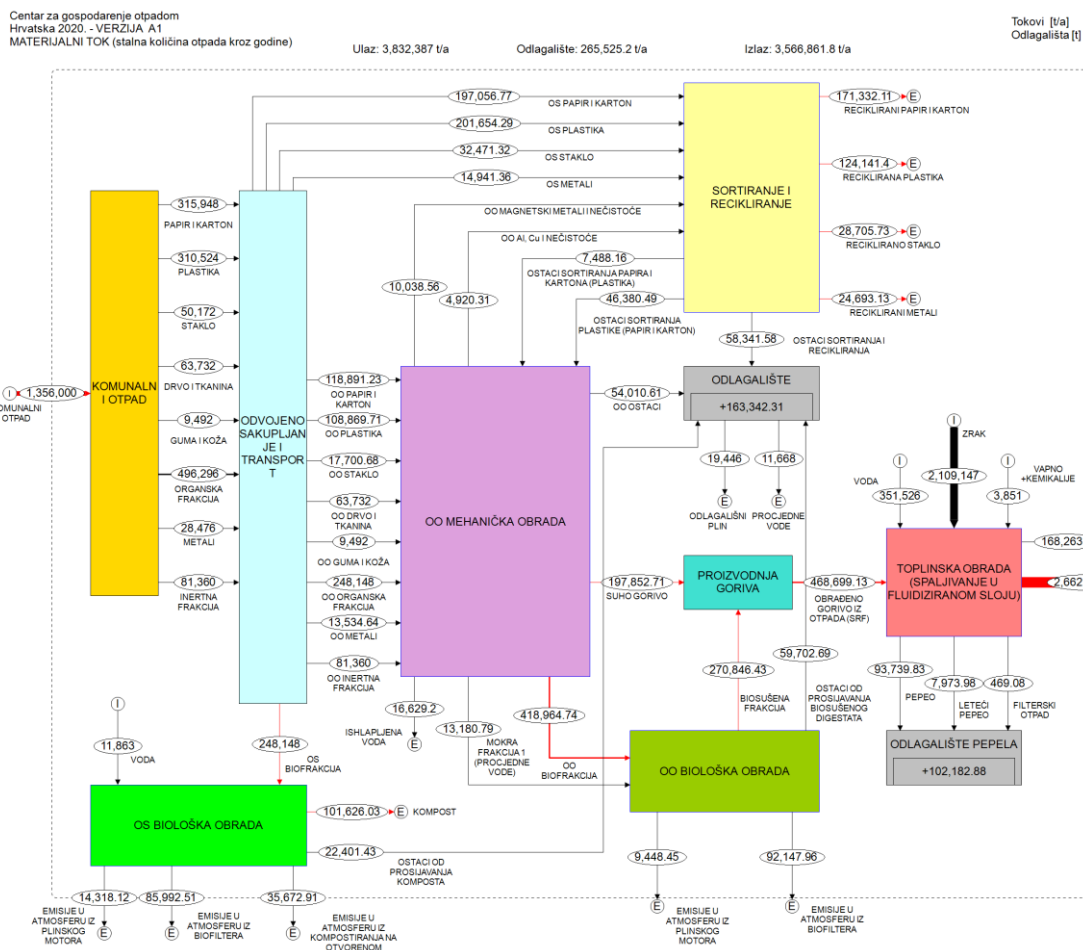 Centar za gospodarenje otpadom
Hrvatska 2020. - VERZIJA A1
MATERIJALNI TOK (stalna količina otpada kroz godine)
Ulaz: 3,832,387 t/a
Odlagalište: 265,525.2 t/a
Izlaz: 3,566,861.8 t/a
Tokovi [t/a]
Odlagališta [t]
197,056.77
OS PAPIR I KARTON
201,654.29
OS PLASTIKA
32,471.32
OS STAKLO
14,941.36
OS METALI
OO MAGNETSKI METALI I NEČISTOĆE
OO Al, Cu I NEČISTOĆE
10,038.56
4,920.31
7,488.16
OSTACI SORTIRANJA PAPIRA I
KARTONA (PLASTIKA)
46,380.49
OSTACI SORTIRANJA
PLASTIKE (PAPIR I KARTON)
SORTIRANJE I
RECIKLIRANJE
171,332.11
E
RECIKLIRANI PAPIR I KARTON
124,141.4
E
RECIKLIRANA PLASTIKA
28,705.73
E
RECIKLIRANO STAKLO
24,693.13
E
RECIKLIRANI METALI
58,341.58
OSTACI SORTIRANJA I
RECIKLIRANJA
I
1,356,000
OMUNALNI
OTPAD
KOMUNALN
I OTPAD
315,948
PAPIR I KARTON
310,524
PLASTIKA
50,172
STAKLO
63,732
DRVO I TKANINA
9,492
GUMA I KOŽA
496,296
ORGANSKA
FRAKCIJA
28,476
METALI
81,360
INERTNA
FRAKCIJA
ODVOJENO
SAKUPLJAN
JE I
TRANSPOR
T
118,891.23
OO PAPIR I
KARTON
108,869.71
OO PLASTIKA
17,700.68
OO STAKLO
63,732
OO DRVO I
TKANINA
9,492
OO GUMA I KOŽA
248,148
OO ORGANSKA
FRAKCIJA
13,534.64
OO METALI
81,360
OO INERTNA
FRAKCIJA
OO MEHANIČKA OBRADA
54,010.61
OO OSTACI
ODLAGALIŠTE
+163,342.31
19,446
E
ODLAGALIŠNI
PLIN
11,668
E
PROCJEDNE
VODE
197,852.71
SUHO GORIVO
PROIZVODNJA
GORIVA
468,699.13
OBRAĐENO
GORIVO IZ
OTPADA (SRF)
I
VODA
351,526
I
ZRAK
2,109,147
I
VAPNO
+KEMIKALIJE
3,851
TOPLINSKA OBRADA
(SPALJIVANJE U
FLUIDIZIRANOM SLOJU)
168,263
2,662
93,739.83
PEPEO
7,973.98
LETEĆI
PEPEO
469.08
FILTERSKI
OTPAD
ODLAGALIŠTE PEPELA
+102,182.88
270,846.43
BIOSUŠENA
FRAKCIJA
59,702.69
OSTACI OD
PROSIJAVANJA
BIOSUŠENOG
DIGESTATA
16,629.2
E
ISHLAPLJENA
VODA
13,180.79
MOKRA
FRAKCIJA 1
(PROCJEDNE
VODE)
418,964.74
OO
BIOFRAKCIJA
OO BIOLOŠKA OBRADA
9,448.45
E
EMISIJE U
ATMOSFERU IZ
PLINSKOG
MOTORA
92,147.96
E
EMISIJE U
ATMOSFERU IZ
BIOFILTERA
I
11,863
VODA
248,148
OS
BIOFRAKCIJA
OS BIOLOŠKA OBRADA
101,626.03
E
KOMPOST
22,401.43
OSTACI OD
PROSIJAVANJA
KOMPOSTA
14,318.12
E
EMISIJE U
ATMOSFERU IZ
PLINSKOG
MOTORA
85,992.51
E
EMISIJE U
ATMOSFERU IZ
BIOFILTERA
35,672.91
E
EMISIJE U
ATMOSFERU IZ
KOMPOSTIRANJA NA
OTVORENOM